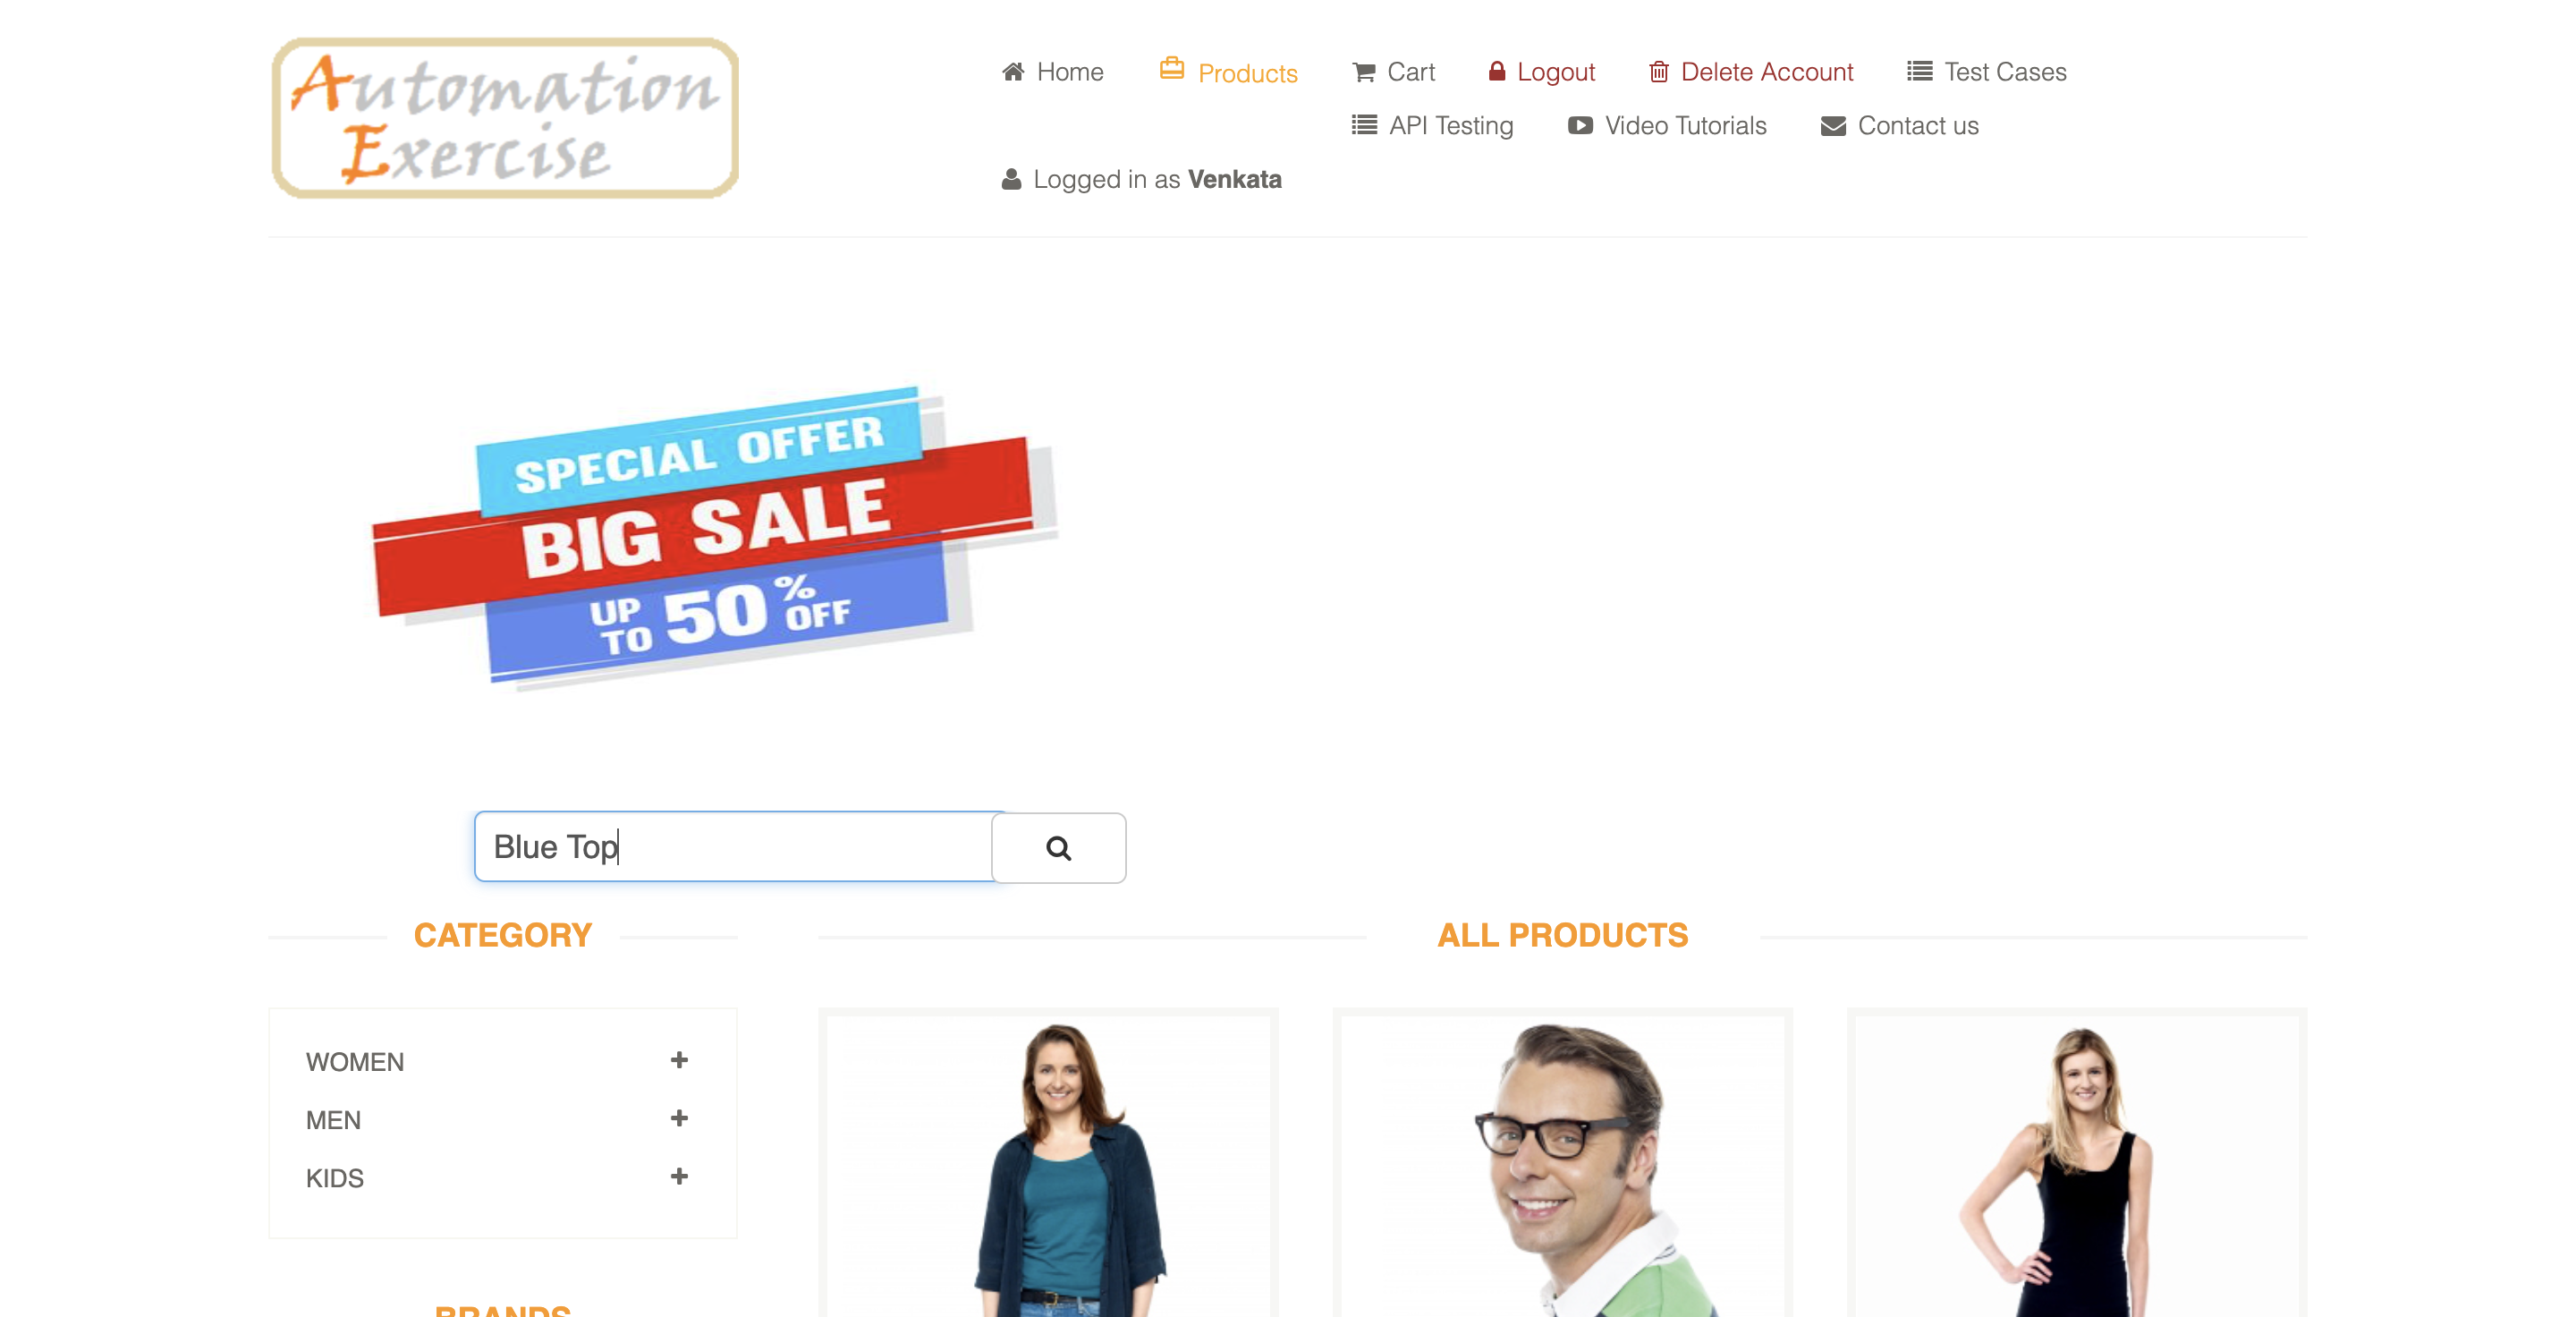 Automation
Exercise
Home
Products
Cart
Logout
Delete Account
Test Cases
API Testing
Video Tutorials
Contact us
Logged in as Venkata
SPECIAL OFFER
BIG SALE
UP TO 50% OFF
Blue Top
CATEGORY
ALL PRODUCTS
WOMEN
MEN
KIDS
BRANDS